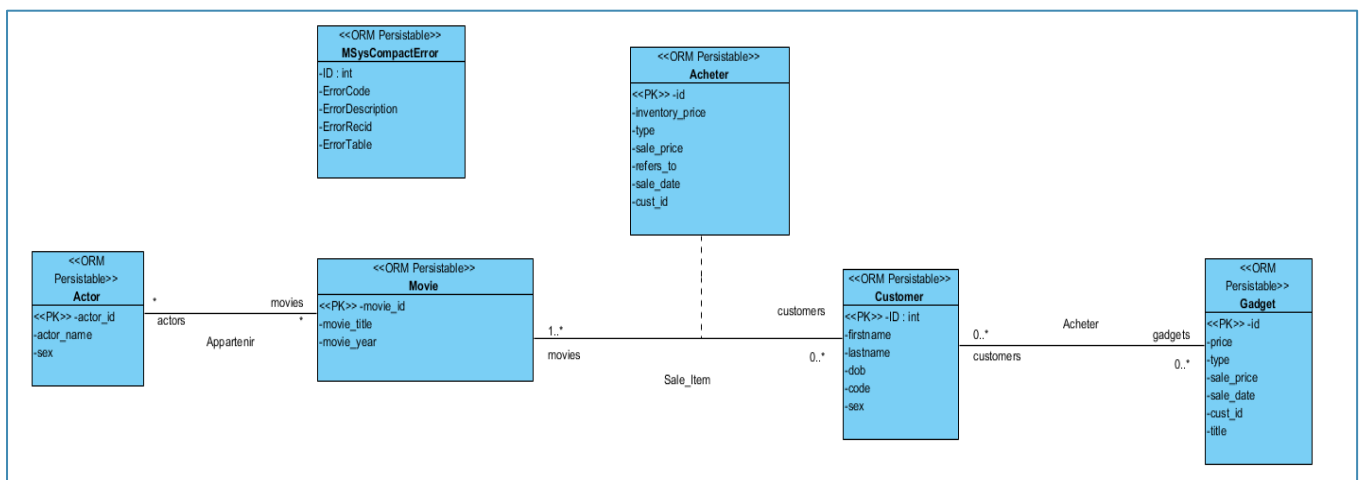 <<ORM Persistable>>
MSysCompactError
-ID : int
-ErrorCode
-ErrorDescription
-ErrorRecid
-ErrorTable
<<ORM Persistable>>
Acheter
<<PK>> -id
-inventory_price
-type
-sale_price
-refers_to
-sale_date
-cust_id
<<ORM
Persistable>>
Actor
<<PK>> -actor_id
-actor_name
-sex
*
actors
Appartenir
movies
*
<<ORM Persistable>>
Movie
<<PK>> -movie_id
-movie_title
-movie_year
1..*
movies
Sale_Item
customers
0..*
<<ORM Persistable>>
Customer
<<PK>> -ID : int
-firstname
-lastname
-dob
-code
-sex
0..*
customers
Acheter
gadgets
0..*
<<ORM
Persistable>>
Gadget
<<PK>> -id
-price
-type
-sale_price
-sale_date
-cust_id
-title